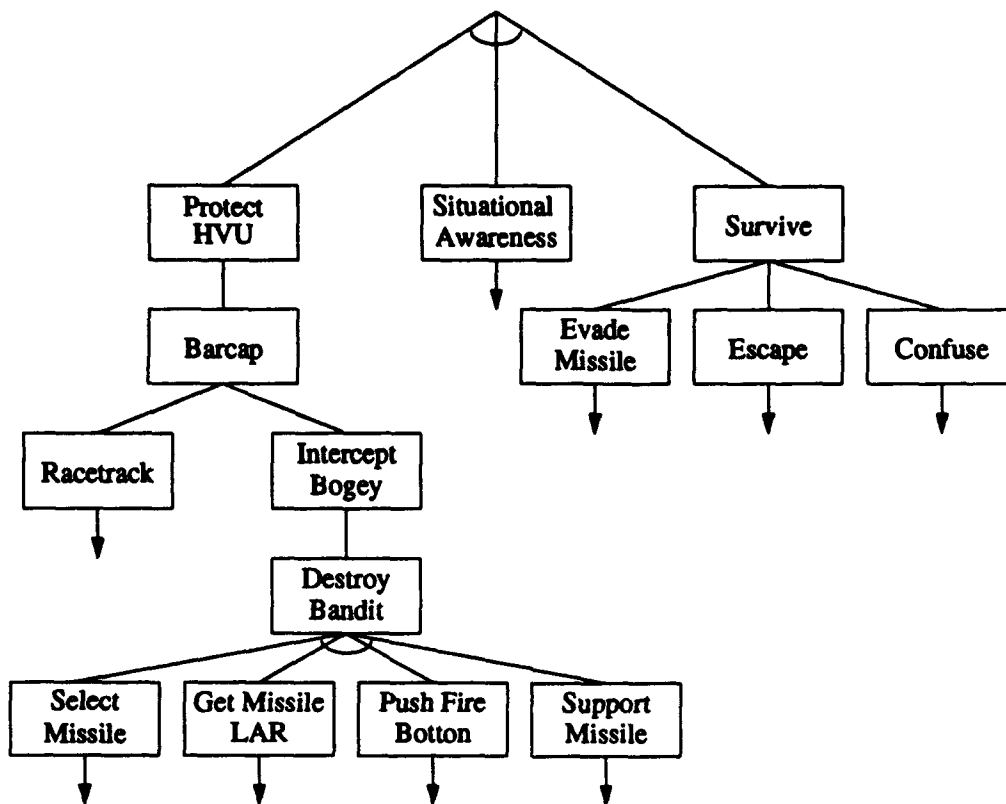 Protect
HVU
Situational
Awareness
Survive
Barcap
Evade
Missile
Escape
Confuse
Racetrack
Intercept
Bogey
Destroy
Bandit
Select
Missile
Get Missile
LAR
Push Fire
Botton
Support
Missile